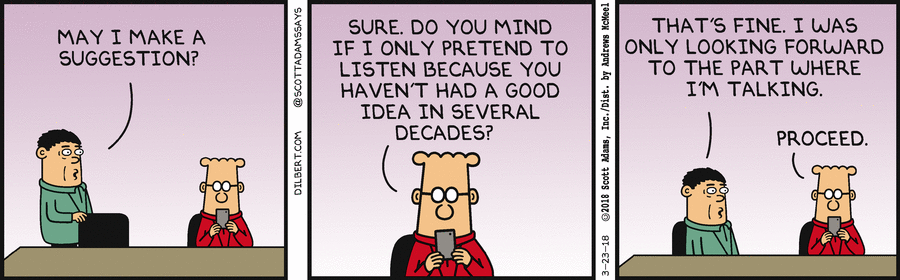 MAY I MAKE A
SUGGESTION?
DILBERT.COM @SCOTTADAMSSAYS
SURE. DO YOU MIND
IF I ONLY PRETEND TO
LISTEN BECAUSE YOU
HAVEN'T HAD A GOOD
IDEA IN SEVERAL
DECADES?
3-23-18 ©2018 Scott Adams, Inc./Dist. by Andrews McMeel
THAT'S FINE. I WAS
ONLY LOOKING FORWARD
TO THE PART WHERE
I'M TALKING.
PROCEED.